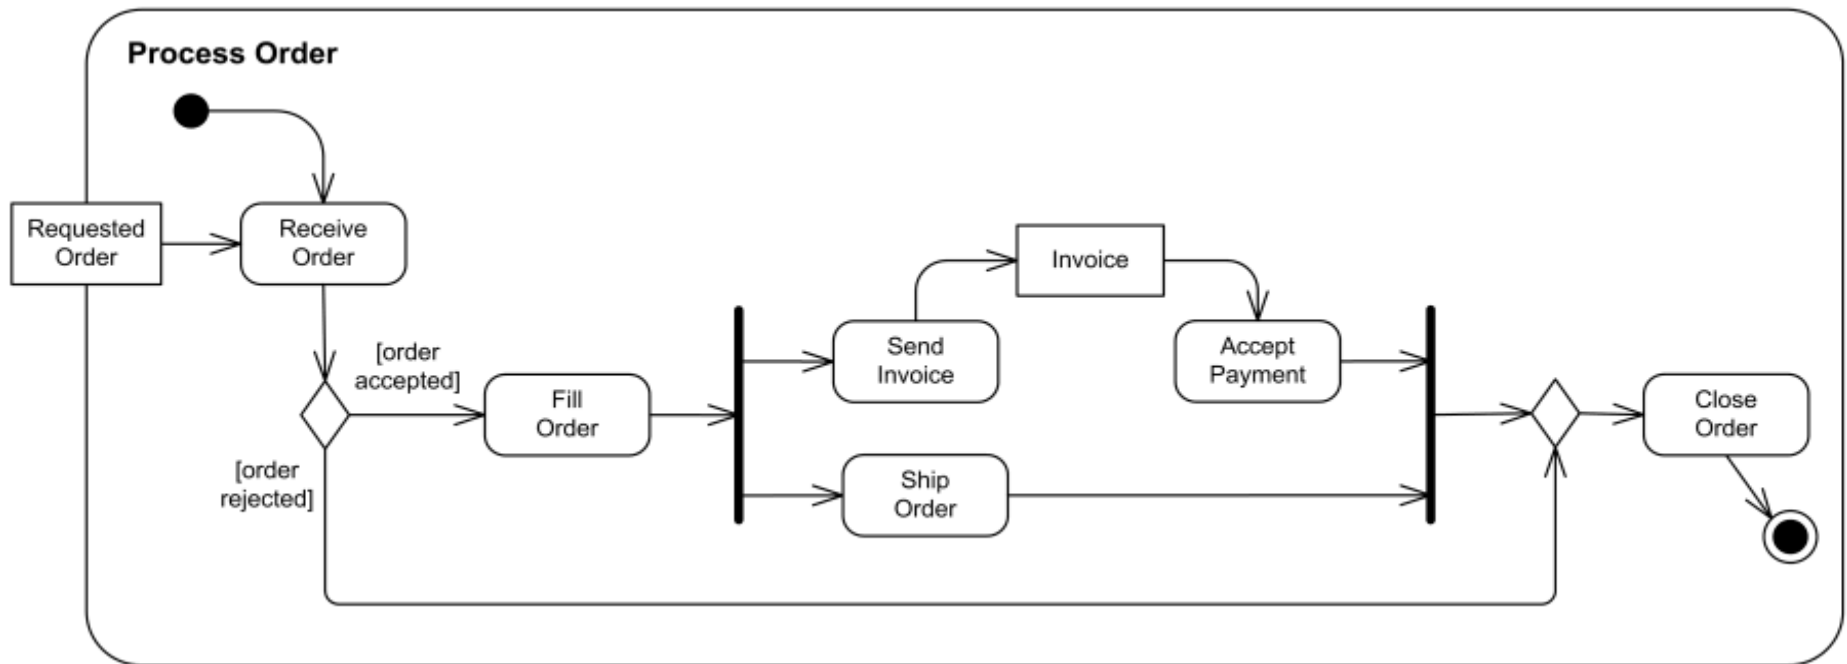 Process Order
Requested
Order
Receive
Order
[order
accepted]
[order
rejected]
Fill
Order
Send
Invoice
Invoice
Accept
Payment
Ship
Order
Close
Order